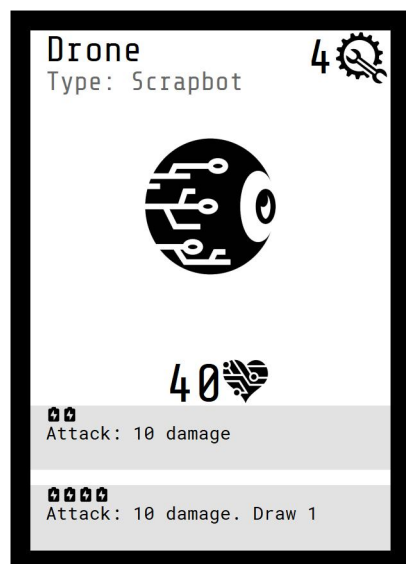 Drone
4
Type: Scrapbot
40
Attack: 10 damage
Attack: 10 damage. Draw 1